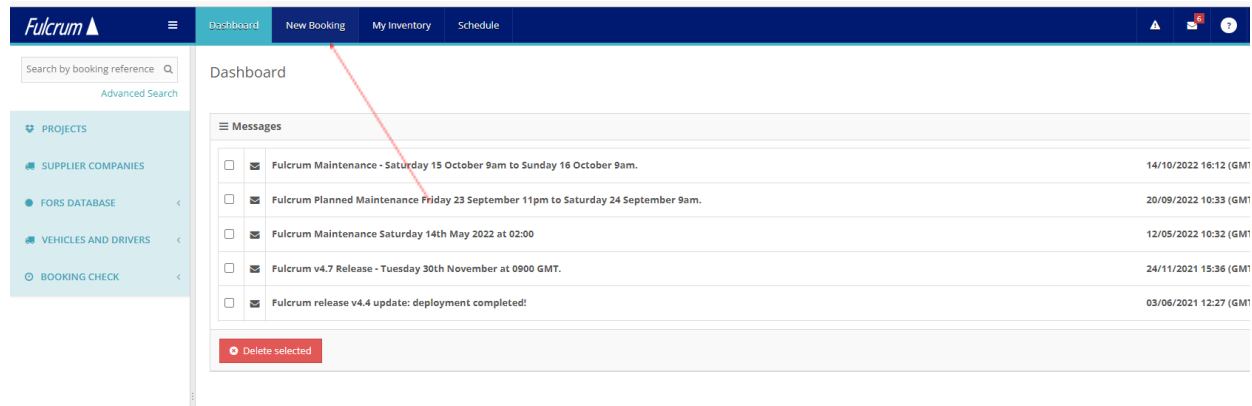 Fulcrum
Dashboard New Booking My Inventory Schedule 6 ?
Search by booking reference
Advanced Search
Dashboard
PROJECTS
SUPPLIER COMPANIES
FORS DATABASE
VEHICLES AND DRIVERS
BOOKING CHECK
Messages
Fulcrum Maintenance - Saturday 15 October 9am to Sunday 16 October 9am. 14/10/2022 16:12 (GMT
Fulcrum Planned Maintenance Friday 23 September 11pm to Saturday 24 September 9am. 20/09/2022 10:33 (GMT
Fulcrum Maintenance Saturday 14th May 2022 at 02:00 12/05/2022 10:32 (GMT
Fulcrum v4.7 Release - Tuesday 30th November at 0900 GMT. 24/11/2021 15:36 (GMT
Fulcrum release v4.4 update: deployment completed! 03/06/2021 12:27 (GMT
Delete selected